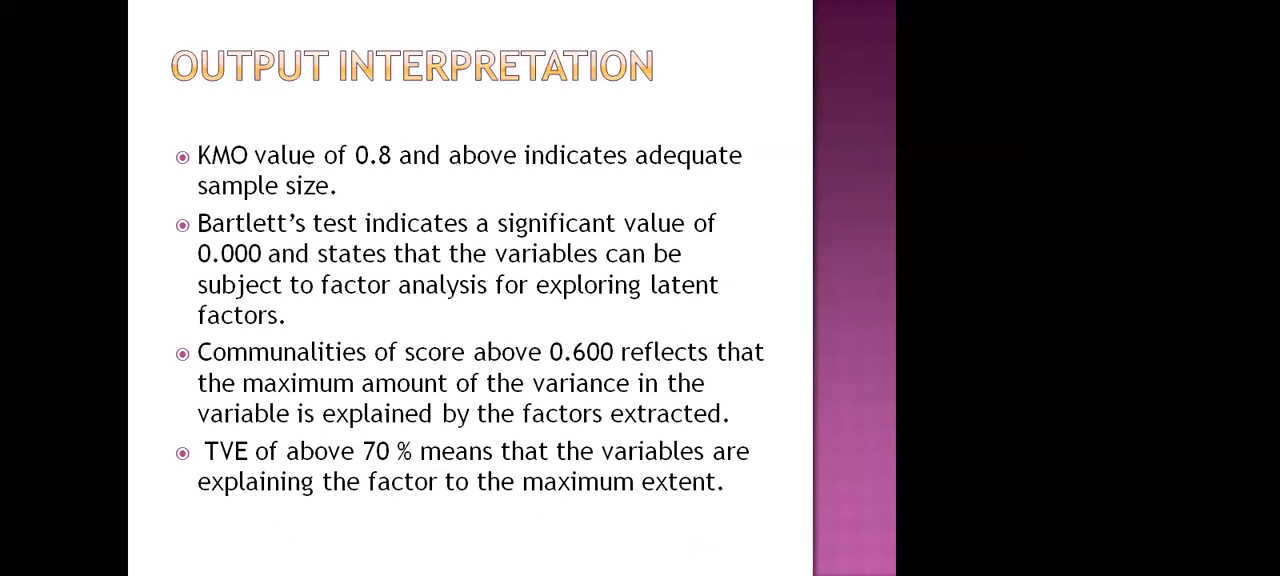 OUTPUT INTERPRETATION
KMO value of 0.8 and above indicates adequate
sample size.
Bartlett’s test indicates a significant value of
0.000 and states that the variables can be
subject to factor analysis for exploring latent
factors.
Communalities of score above 0.600 reflects that
the maximum amount of the variance in the
variable is explained by the factors extracted.
TVE of above 70 % means that the variables are
explaining the factor to the maximum extent.